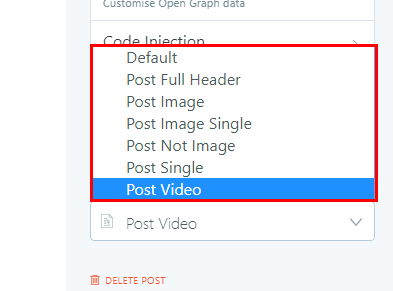 Customise Open Graph data
Code Injection
Default
Post Full Header
Post Image
Post Image Single
Post Not Image
Post Single
Post Video
Post Video
DELETE POST